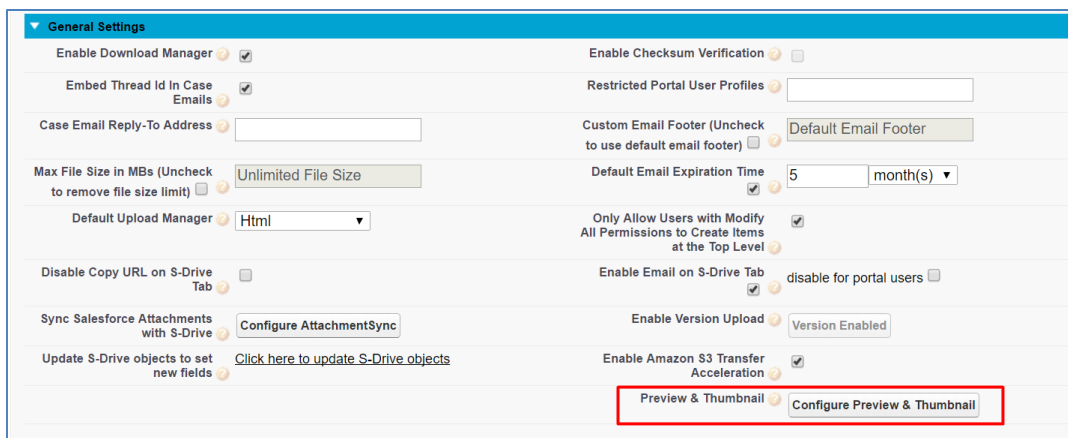 General Settings
Enable Download Manager
Enable Checksum Verification
Embed Thread Id In Case
Emails
Restricted Portal User Profiles
Case Email Reply-To Address
Custom Email Footer (Uncheck
to use default email footer)
Default Email Footer
Max File Size in MBs (Uncheck
to remove file size limit)
Unlimited File Size
Default Email Expiration Time
5
month(s)
Default Upload Manager
Html
Only Allow Users with Modify
All Permissions to Create Items
at the Top Level
Disable Copy URL on S-Drive
Tab
Enable Email on S-Drive Tab
disable for portal users
Sync Salesforce Attachments
with S-Drive
Configure AttachmentSync
Enable Version Upload
Version Enabled
Update S-Drive objects to set
new fields
Click here to update S-Drive objects
Enable Amazon S3 Transfer
Acceleration
Preview & Thumbnail
Configure Preview & Thumbnail